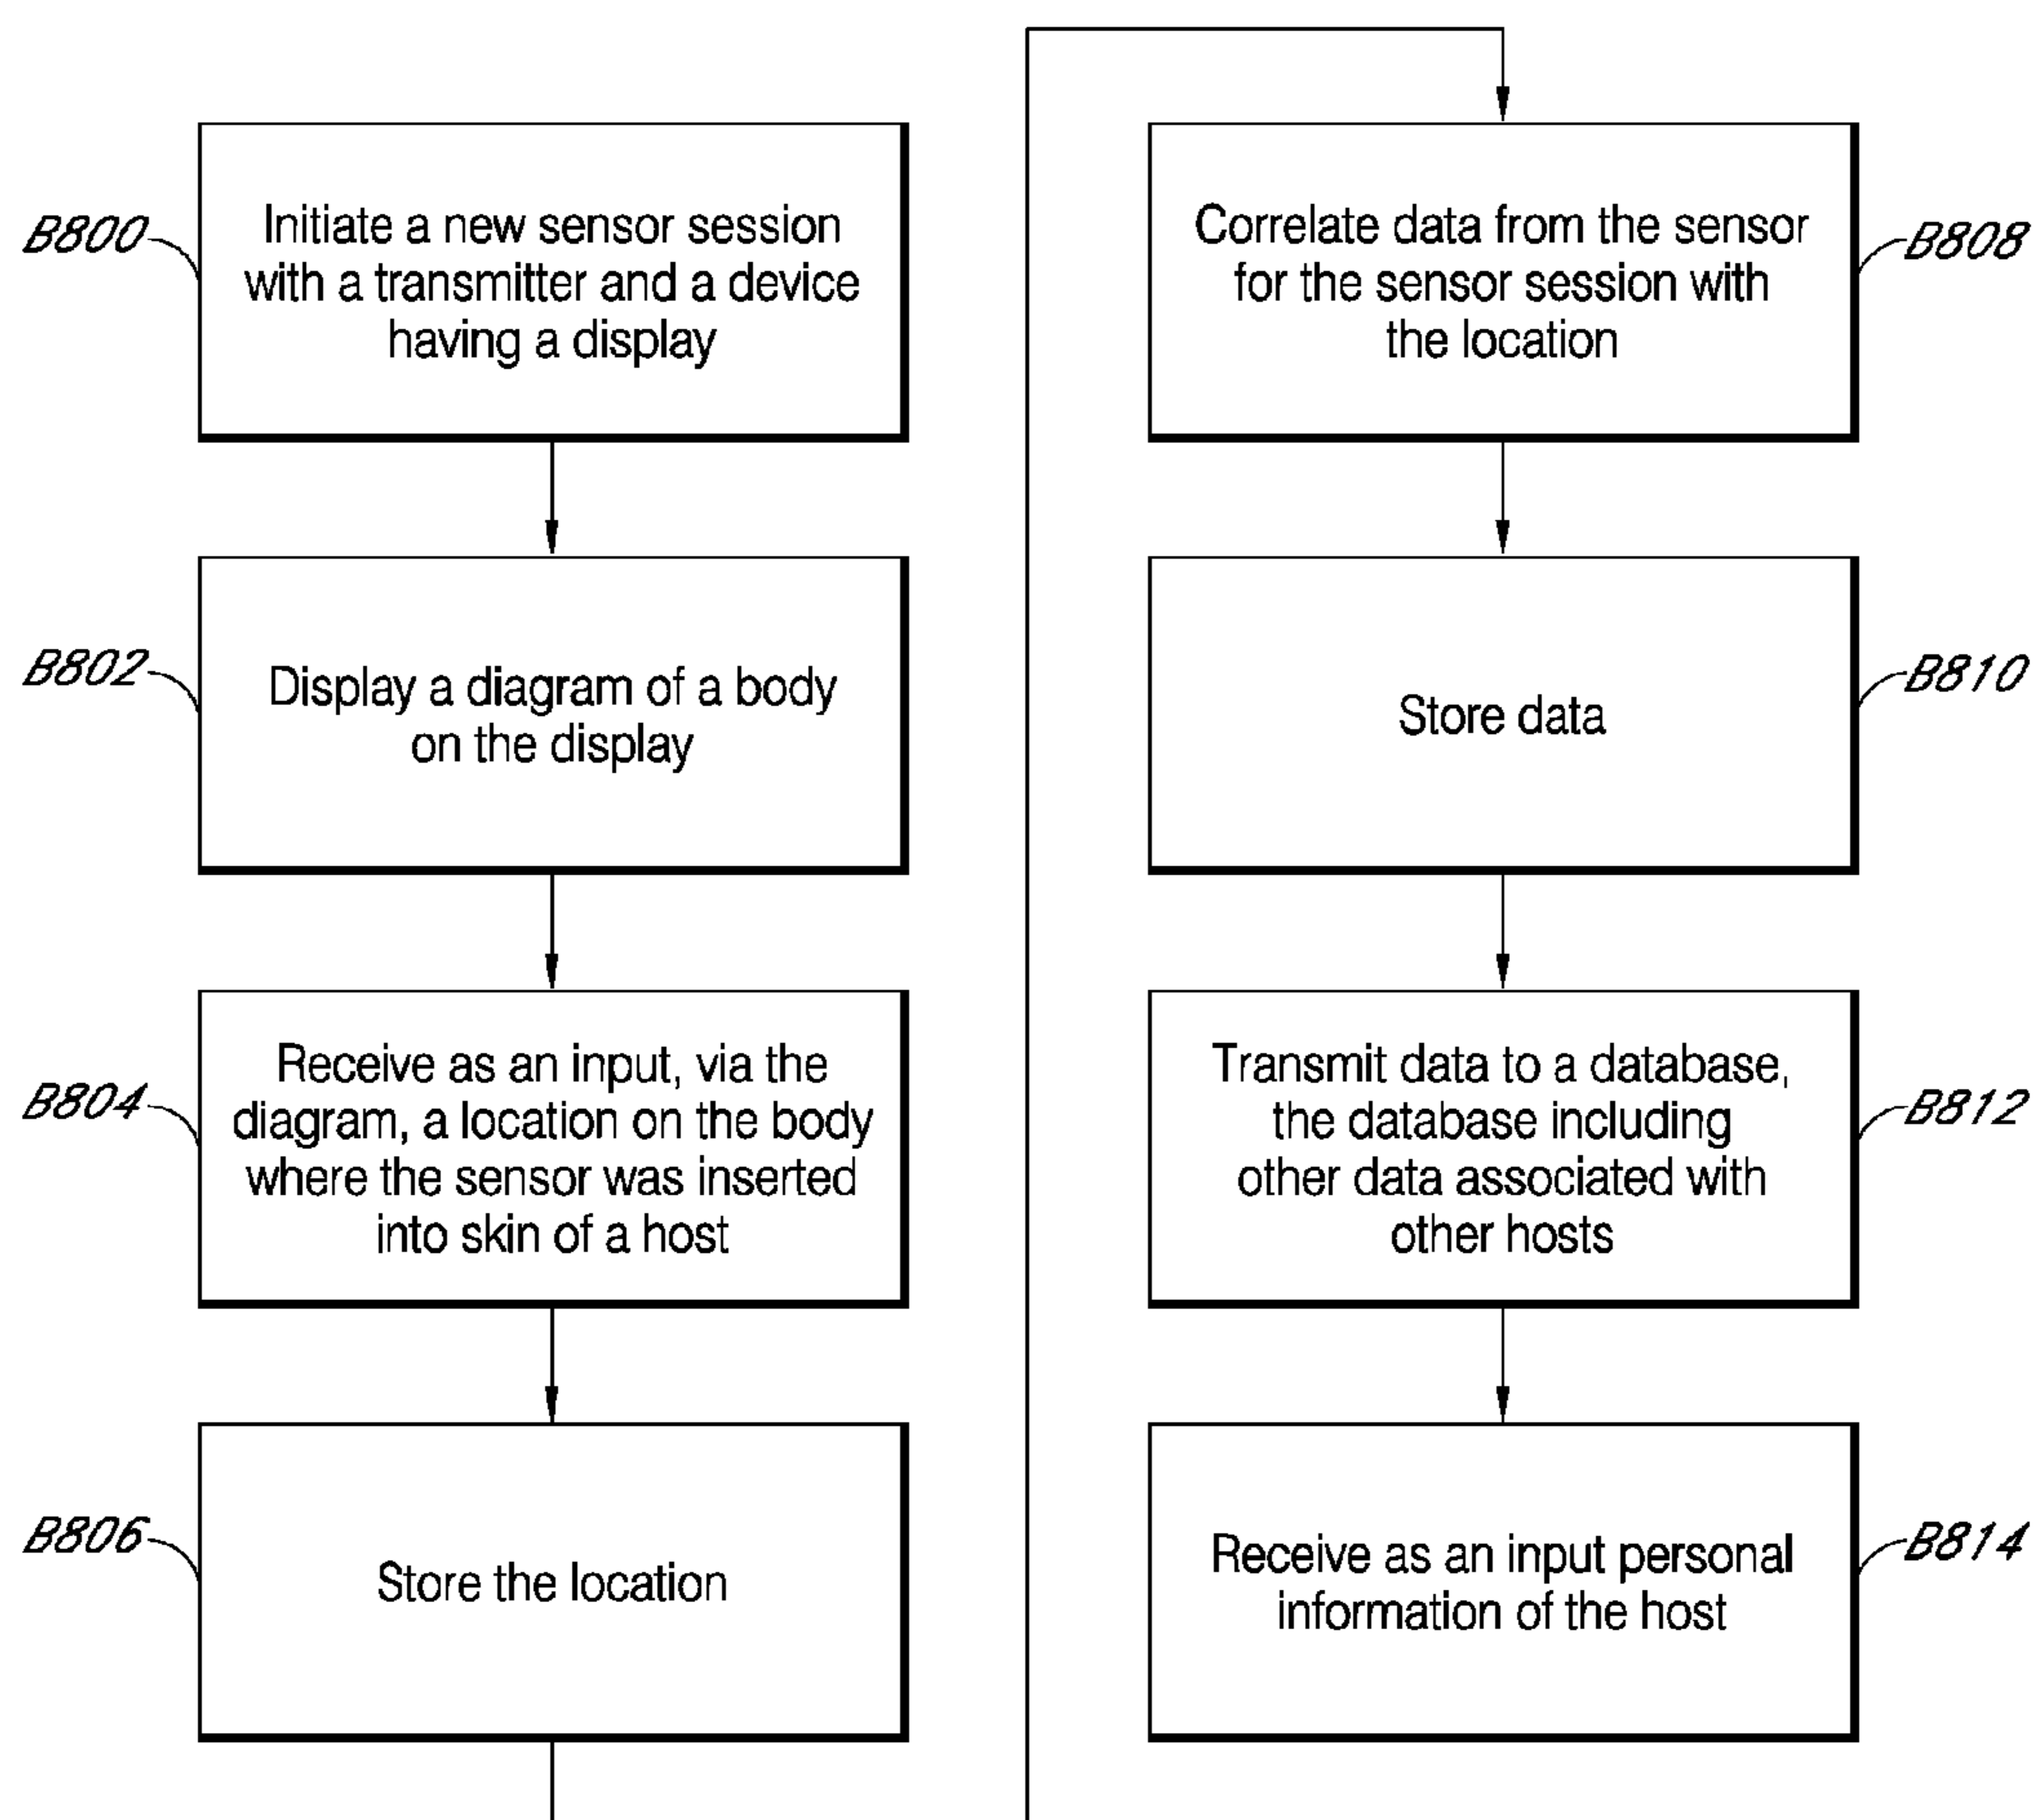 B800
Initiate a new sensor session
with a transmitter and a device
having a display
B802
Display a diagram of a body
on the display
B804
Receive as an input, via the
diagram, a location on the body
where the sensor was inserted
into skin of a host
B806
Store the location
Correlate data from the sensor
for the sensor session with
the location
B808
Store data
B810
Transmit data to a database,
the database including
other data associated with
other hosts
B812
Receive as an input personal
information of the host
B814